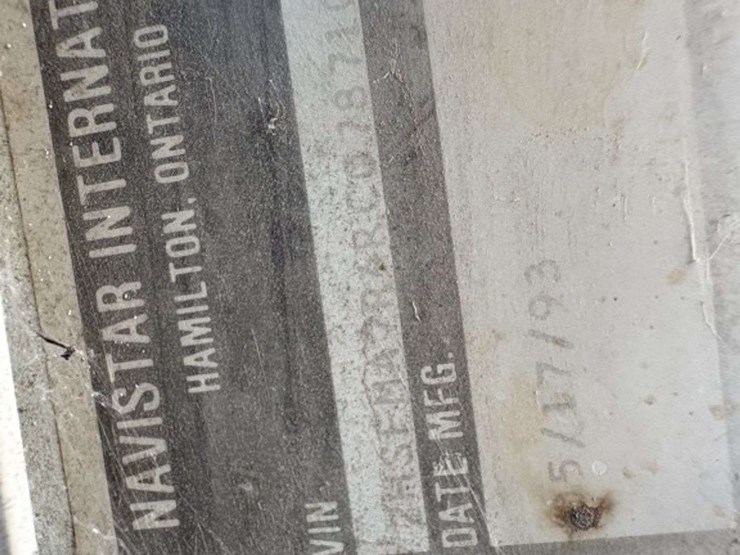 NAVISTAR INTERNAT
HAMILTON, ONTARIO
VIN
DATE MFG.
5/17/93